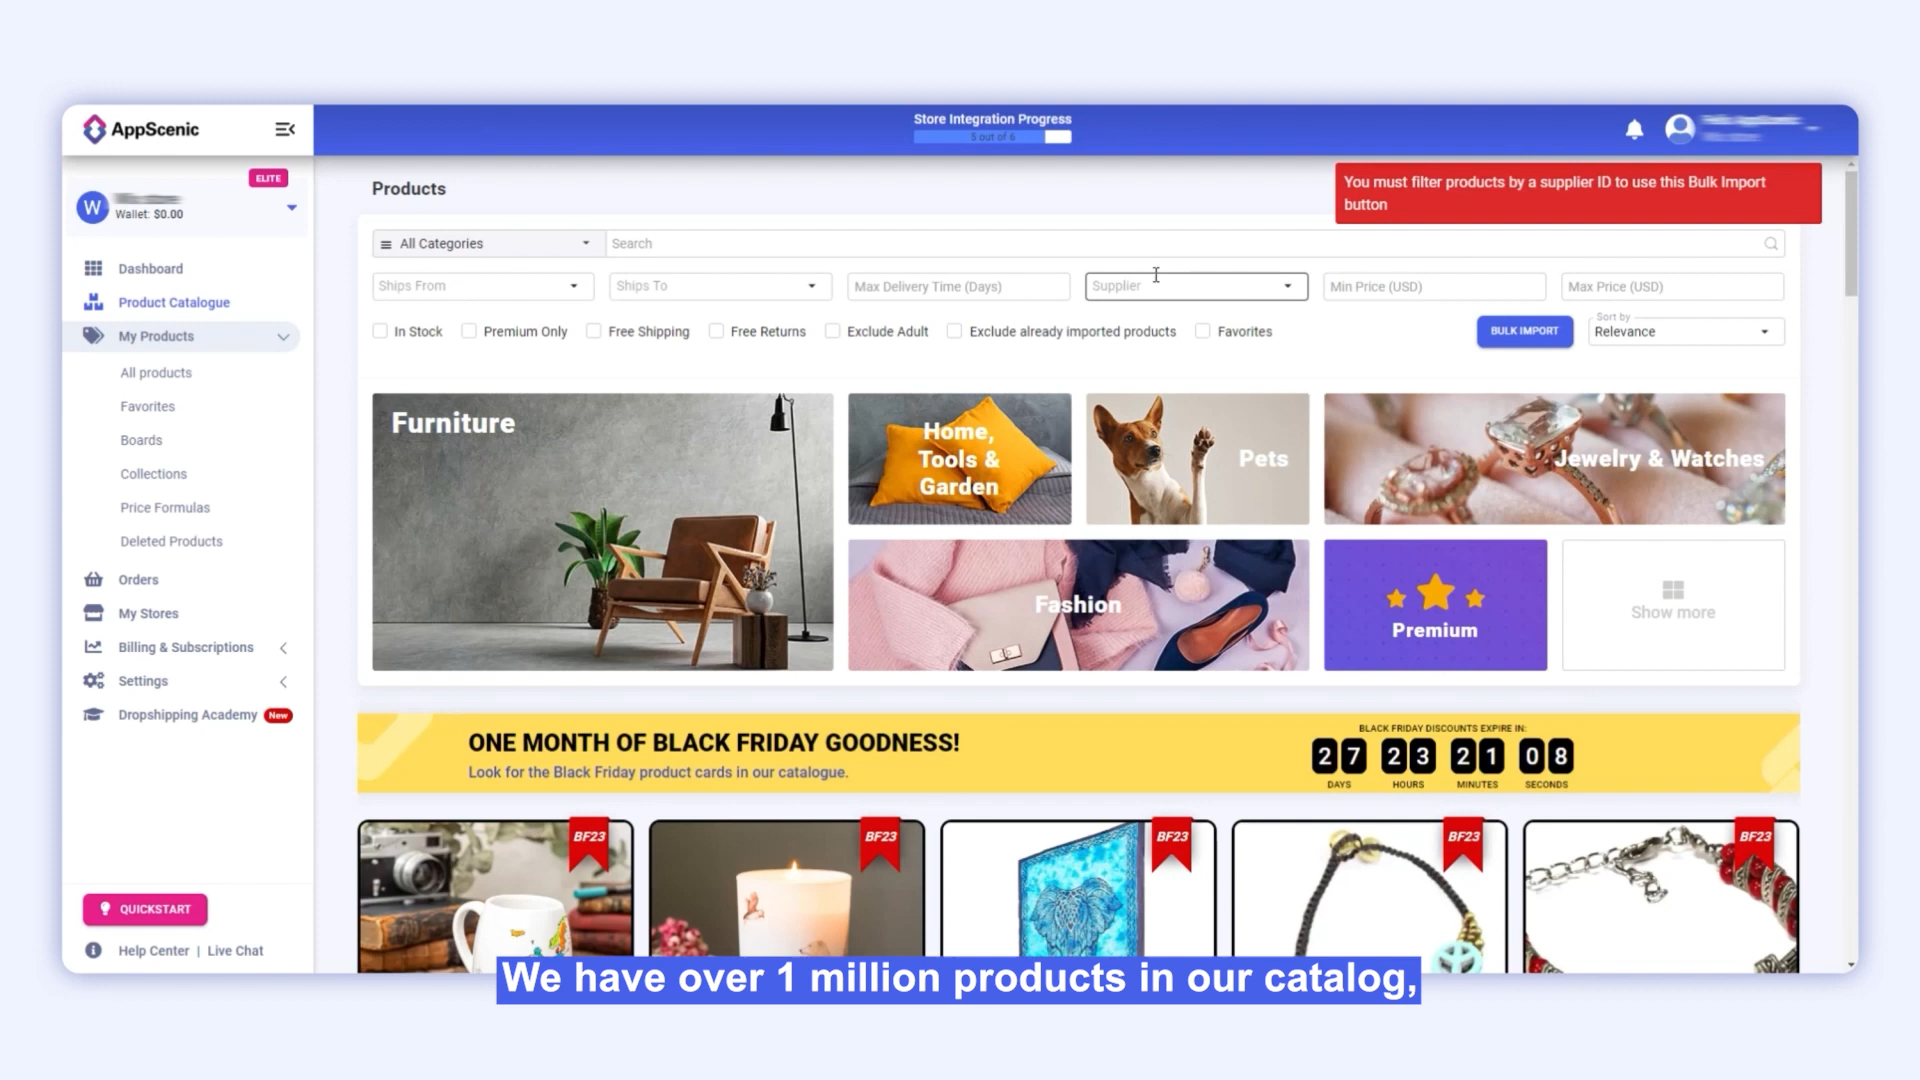 AppScenic
Store Integration Progress
5 out of 6
ELITE
W
Wallet: $0.00
Dashboard
Product Catalogue
My Products
All products
Favorites
Boards
Collections
Price Formulas
Deleted Products
Orders
My Stores
Billing & Subscriptions
Settings
Dropshipping Academy New
QUICKSTART
Help Center | Live Chat
Products
You must filter products by a supplier ID to use this Bulk Import
button
All Categories
Search
Ships From
Ships To
Max Delivery Time (Days)
Supplier
Min Price (USD)
Max Price (USD)
In Stock
Premium Only
Free Shipping
Free Returns
Exclude Adult
Exclude already imported products
Favorites
BULK IMPORT
Sort by
Relevance
Furniture
Home,
Tools &
Garden
Pets
Jewelry & Watches
Fashion
Premium
Show more
ONE MONTH OF BLACK FRIDAY GOODNESS!
Look for the Black Friday product cards in our catalogue.
BLACK FRIDAY DISCOUNTS EXPIRE IN:
27 23 21 08
DAYS HOURS MINUTES SECONDS
BF23
BF23
BF23
BF23
BF23
We have over 1 million products in our catalog,